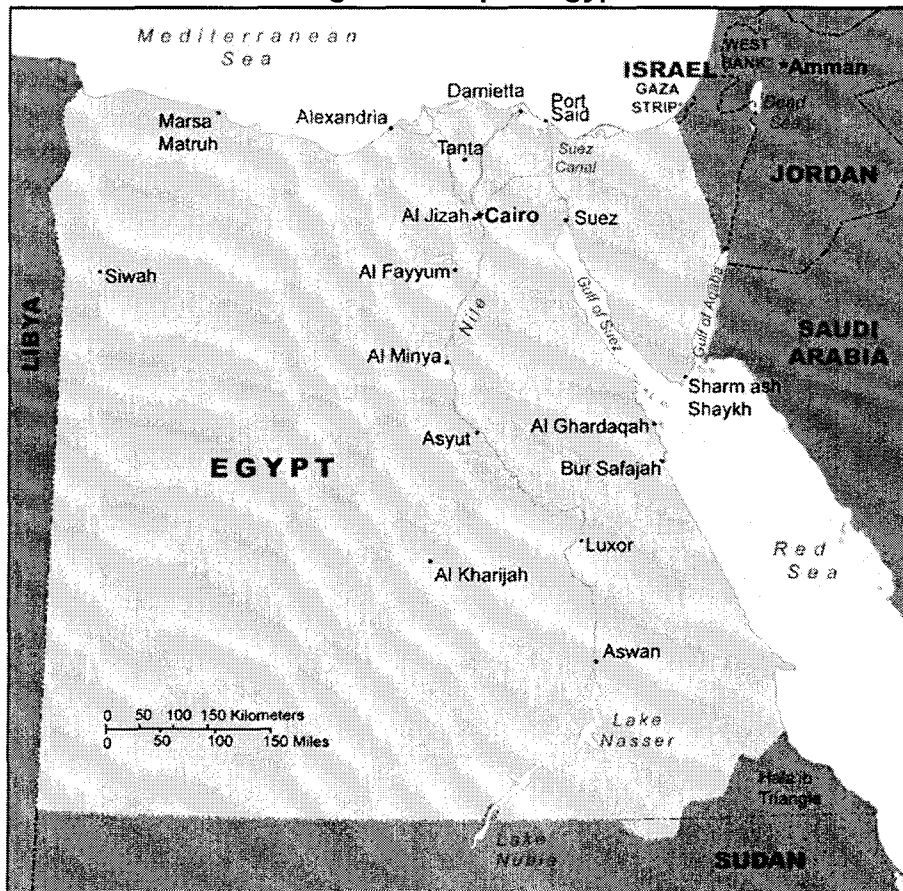 Mediterranean
Sea
WEST
BANK
Amman
ISRAEL
GAZA
STRIP
Dead
Sea
Damietta
Port
Said
Marsa
Matruh
Alexandria
Tanta
Suez
Canal
JORDAN
Al Jizah
Cairo
Suez
Siwah
Al Fayyum
Nile
Gulf of Suez
Gulf of Aqaba
LIBYA
SAUDI
ARABIA
Al Minya
Sharm ash
Shaykh
Asyut
Al Ghardaqah
EGYPT
Bur Safajah
Luxor
Red
Sea
Al Kharijah
Aswan
0 50 100 150 Kilometers
0 50 100 150 Miles
Lake
Nasser
Triangle
Lake
Nubia
SUDAN